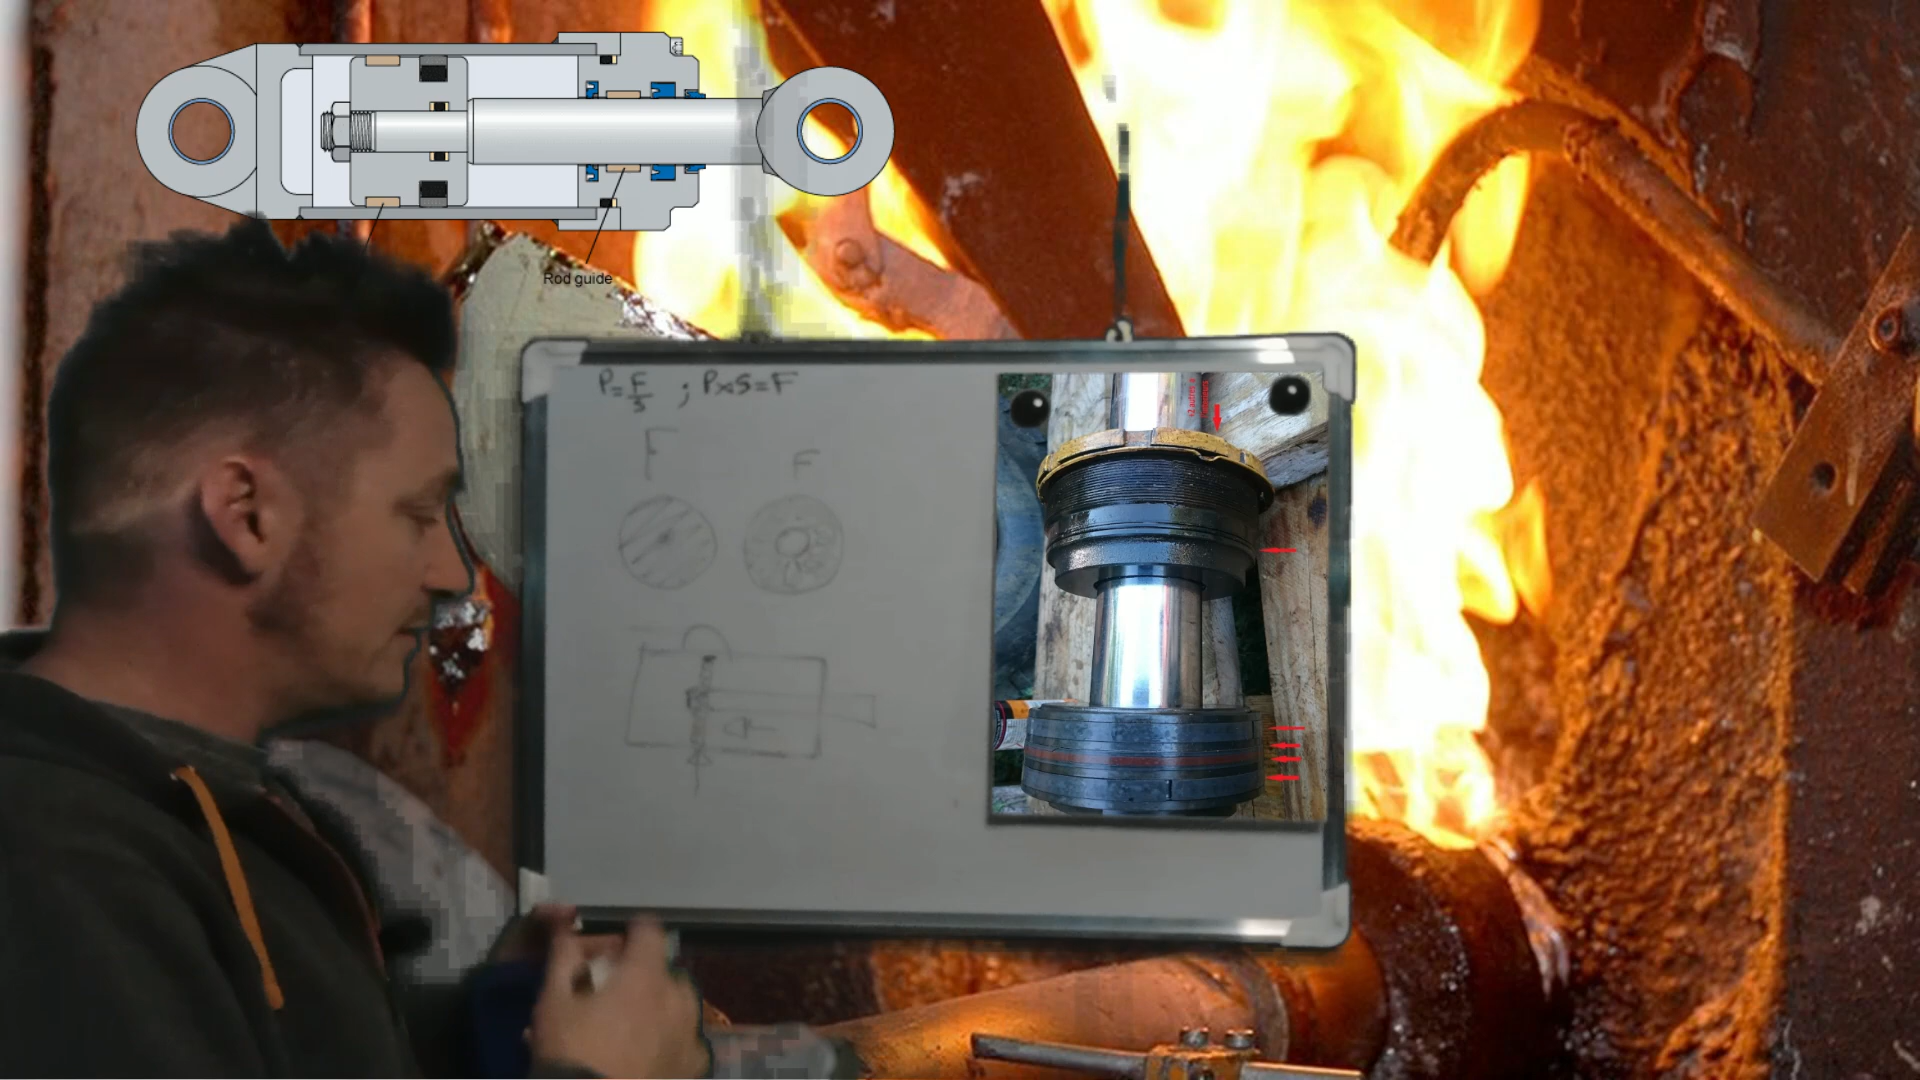 Rod guide
P=F/S ; P×S=F
F
F